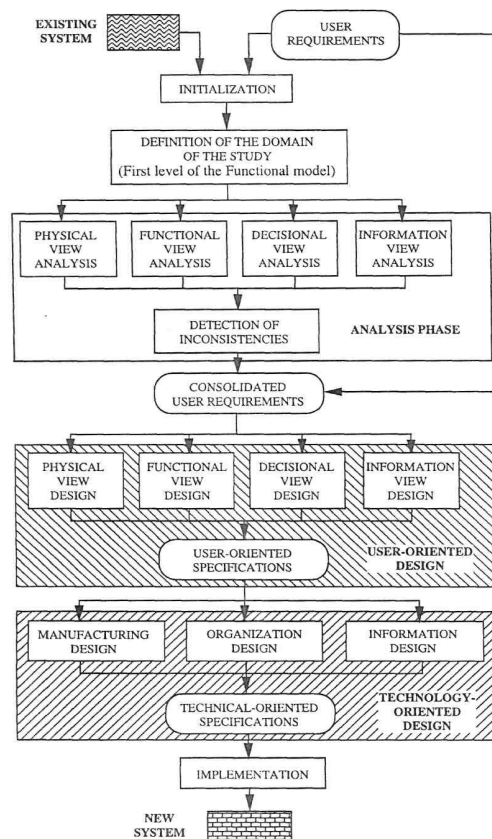 EXISTING
SYSTEM
USER
REQUIREMENTS
INITIALIZATION
DEFINITION OF THE DOMAIN
OF THE STUDY
(First level of the Functional model)
PHYSICAL
VIEW
ANALYSIS
FUNCTIONAL
VIEW
ANALYSIS
DECISIONAL
VIEW
ANALYSIS
INFORMATION
VIEW
ANALYSIS
DETECTION OF
INCONSISTENCIES
ANALYSIS PHASE
CONSOLIDATED
USER REQUIREMENTS
PHYSICAL
VIEW
DESIGN
FUNCTIONAL
VIEW
DESIGN
DECISIONAL
VIEW
DESIGN
INFORMATION
VIEW
DESIGN
USER-ORIENTED
SPECIFICATIONS
USER-ORIENTED
DESIGN
MANUFACTURING
DESIGN
ORGANIZATION
DESIGN
INFORMATION
DESIGN
TECHNICAL-ORIENTED
SPECIFICATIONS
TECHNOLOGY-
ORIENTED
DESIGN
IMPLEMENTATION
NEW
SYSTEM